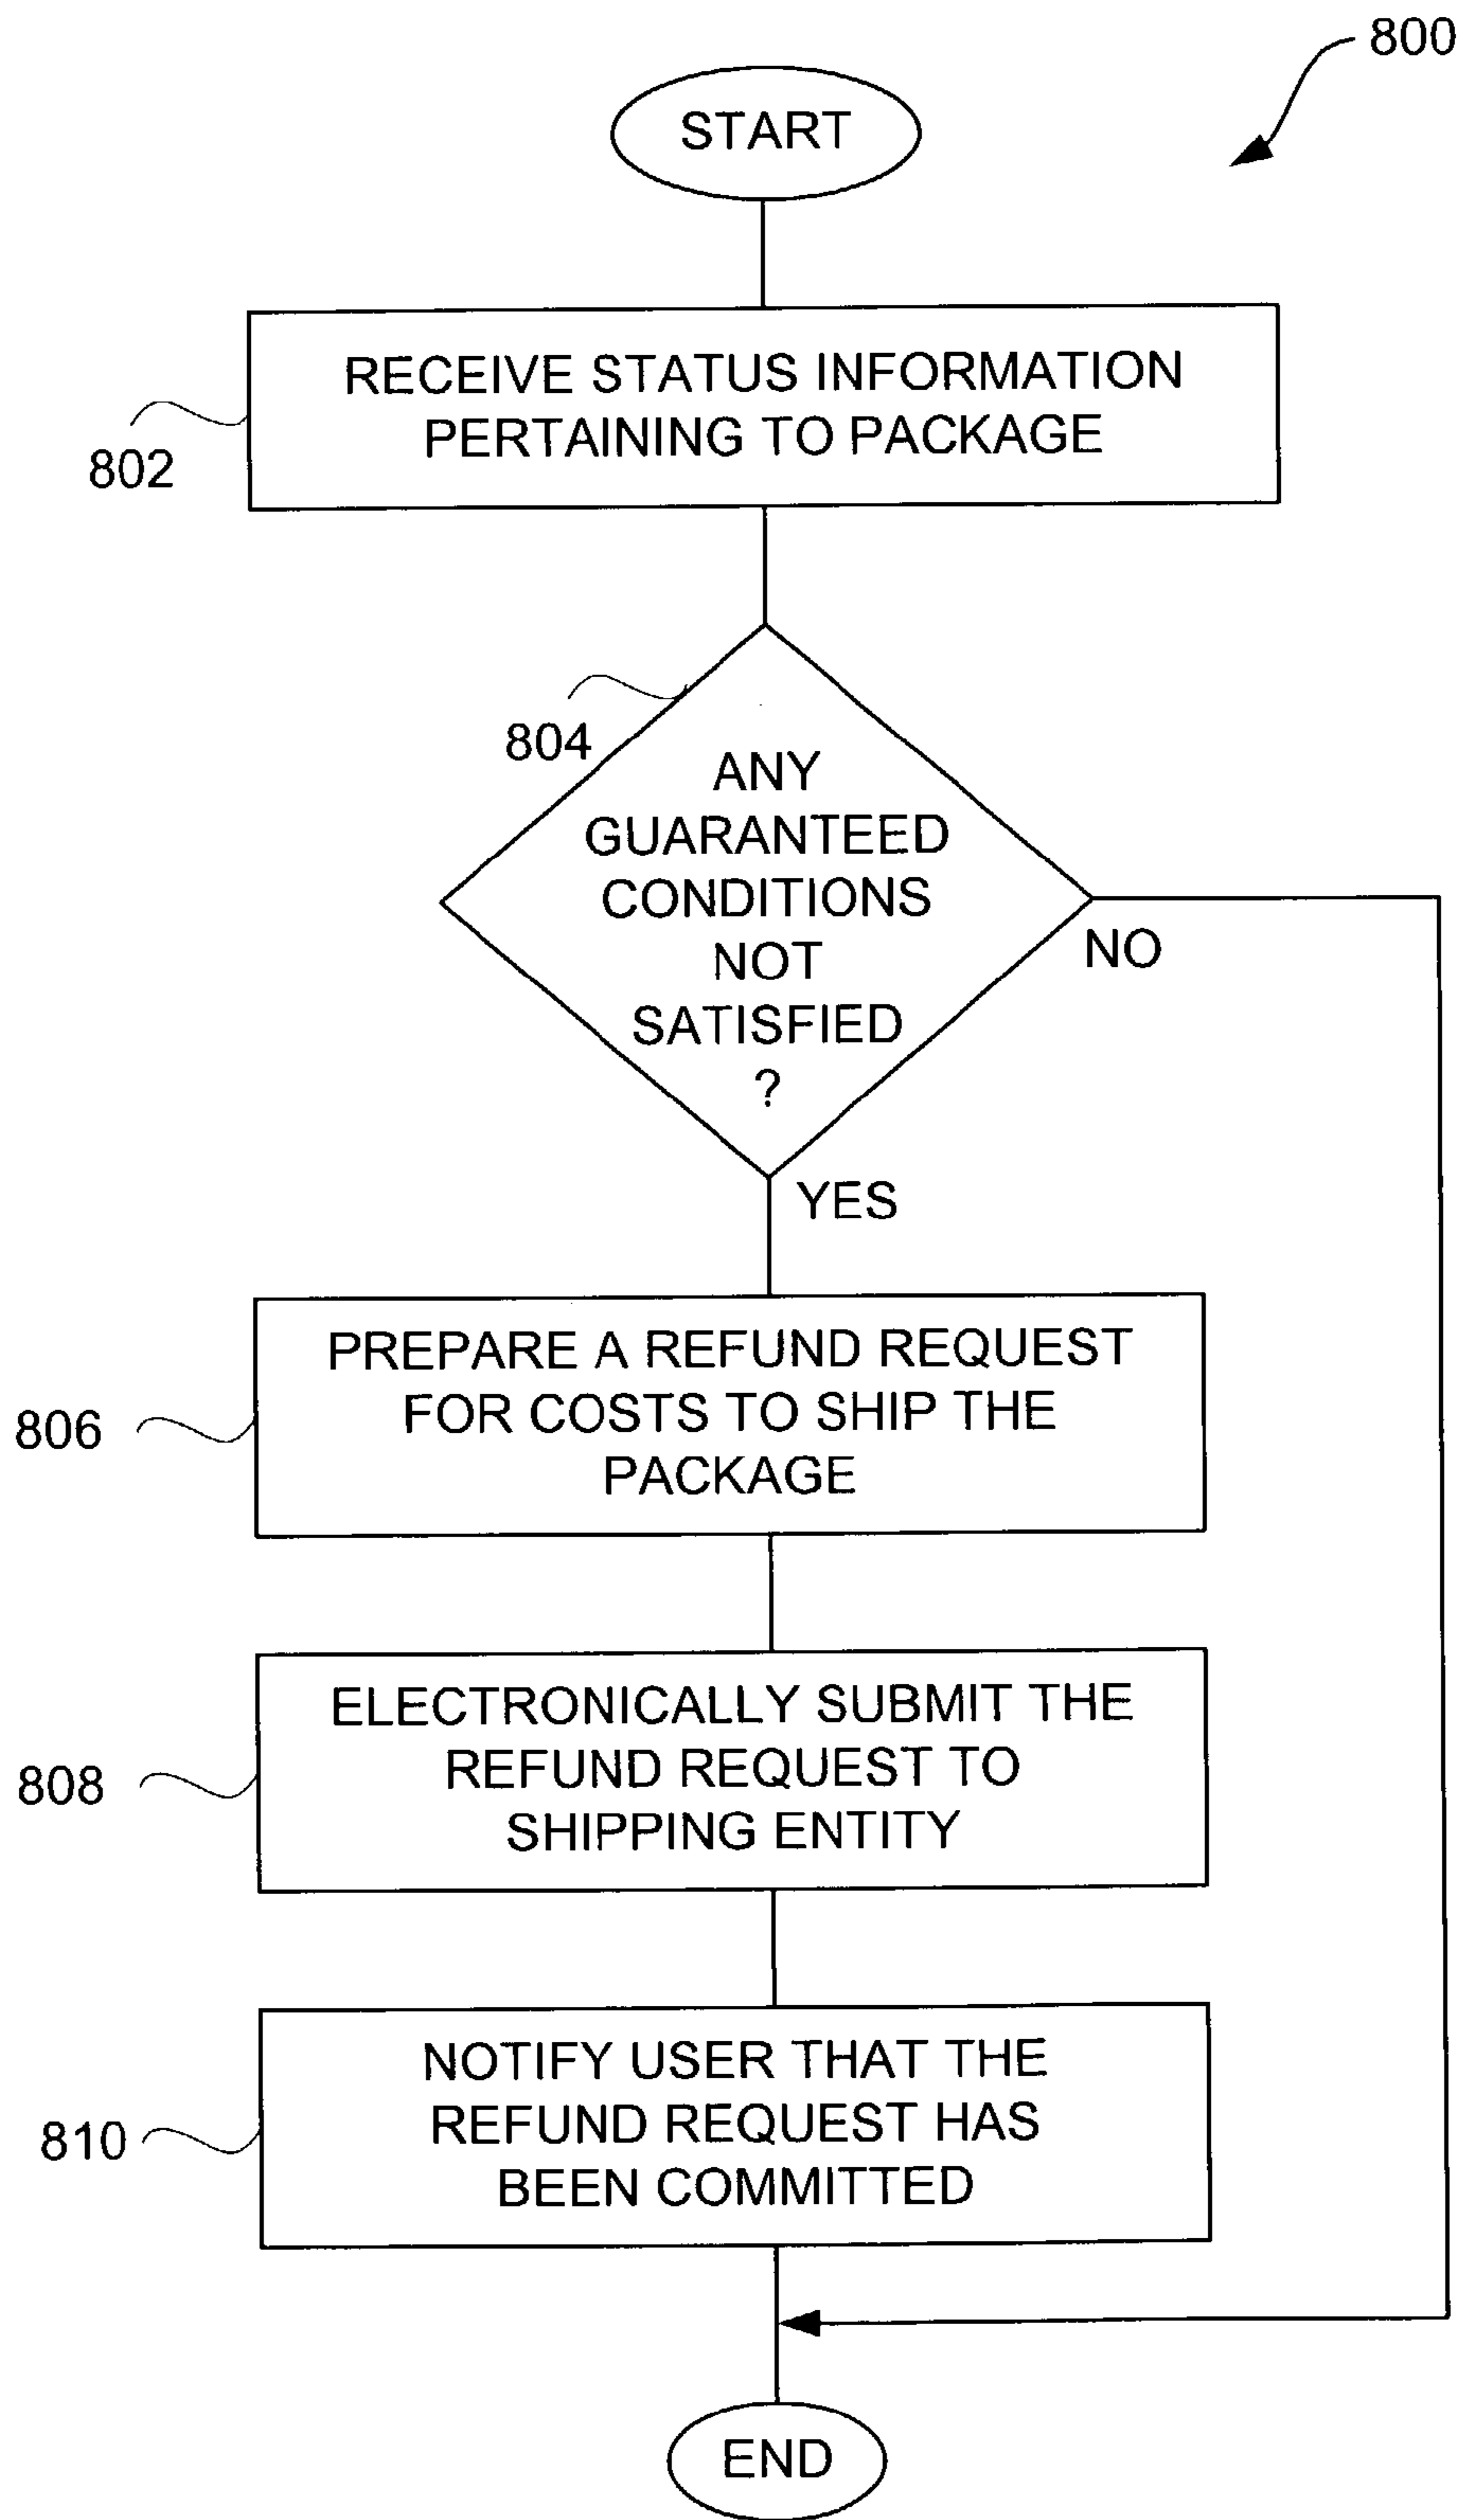 800
START
RECEIVE STATUS INFORMATION
PERTAINING TO PACKAGE
802
804
ANY
GUARANTEED
CONDITIONS
NOT
SATISFIED
?
NO
YES
PREPARE A REFUND REQUEST
FOR COSTS TO SHIP THE
PACKAGE
806
ELECTRONICALLY SUBMIT THE
REFUND REQUEST TO
SHIPPING ENTITY
808
NOTIFY USER THAT THE
REFUND REQUEST HAS
BEEN COMMITTED
810
END